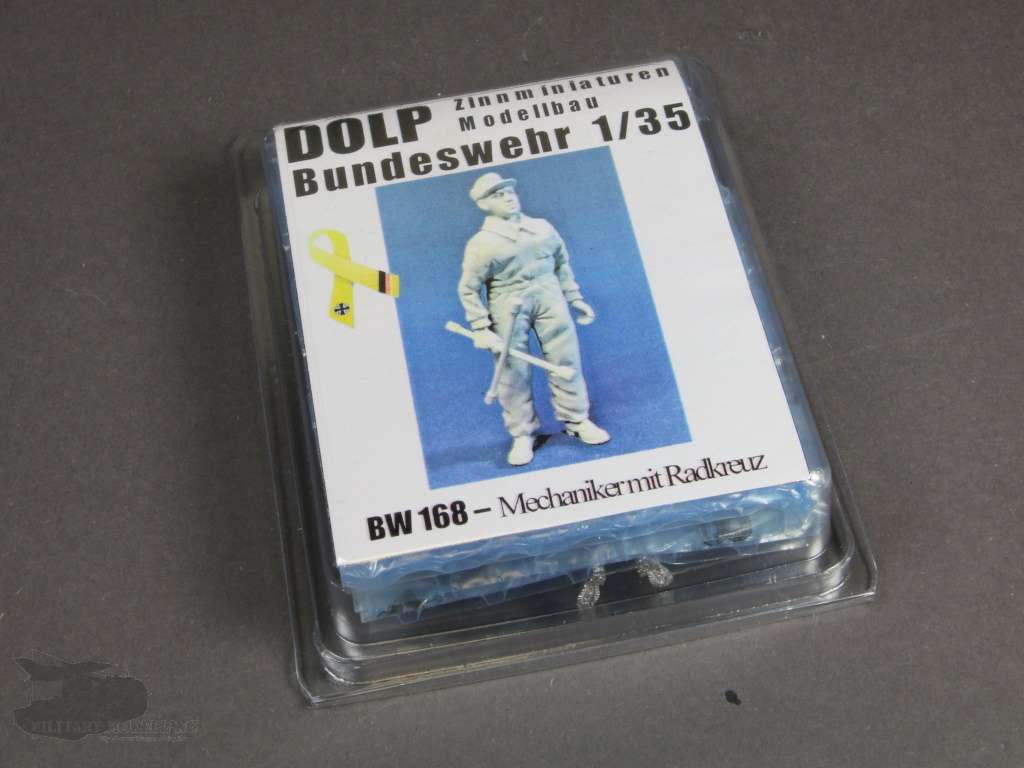 DOLP Zinnminiaturen
Modellbau
Bundeswehr 1/35
BW 168 – Mechaniker mit Radkreuz